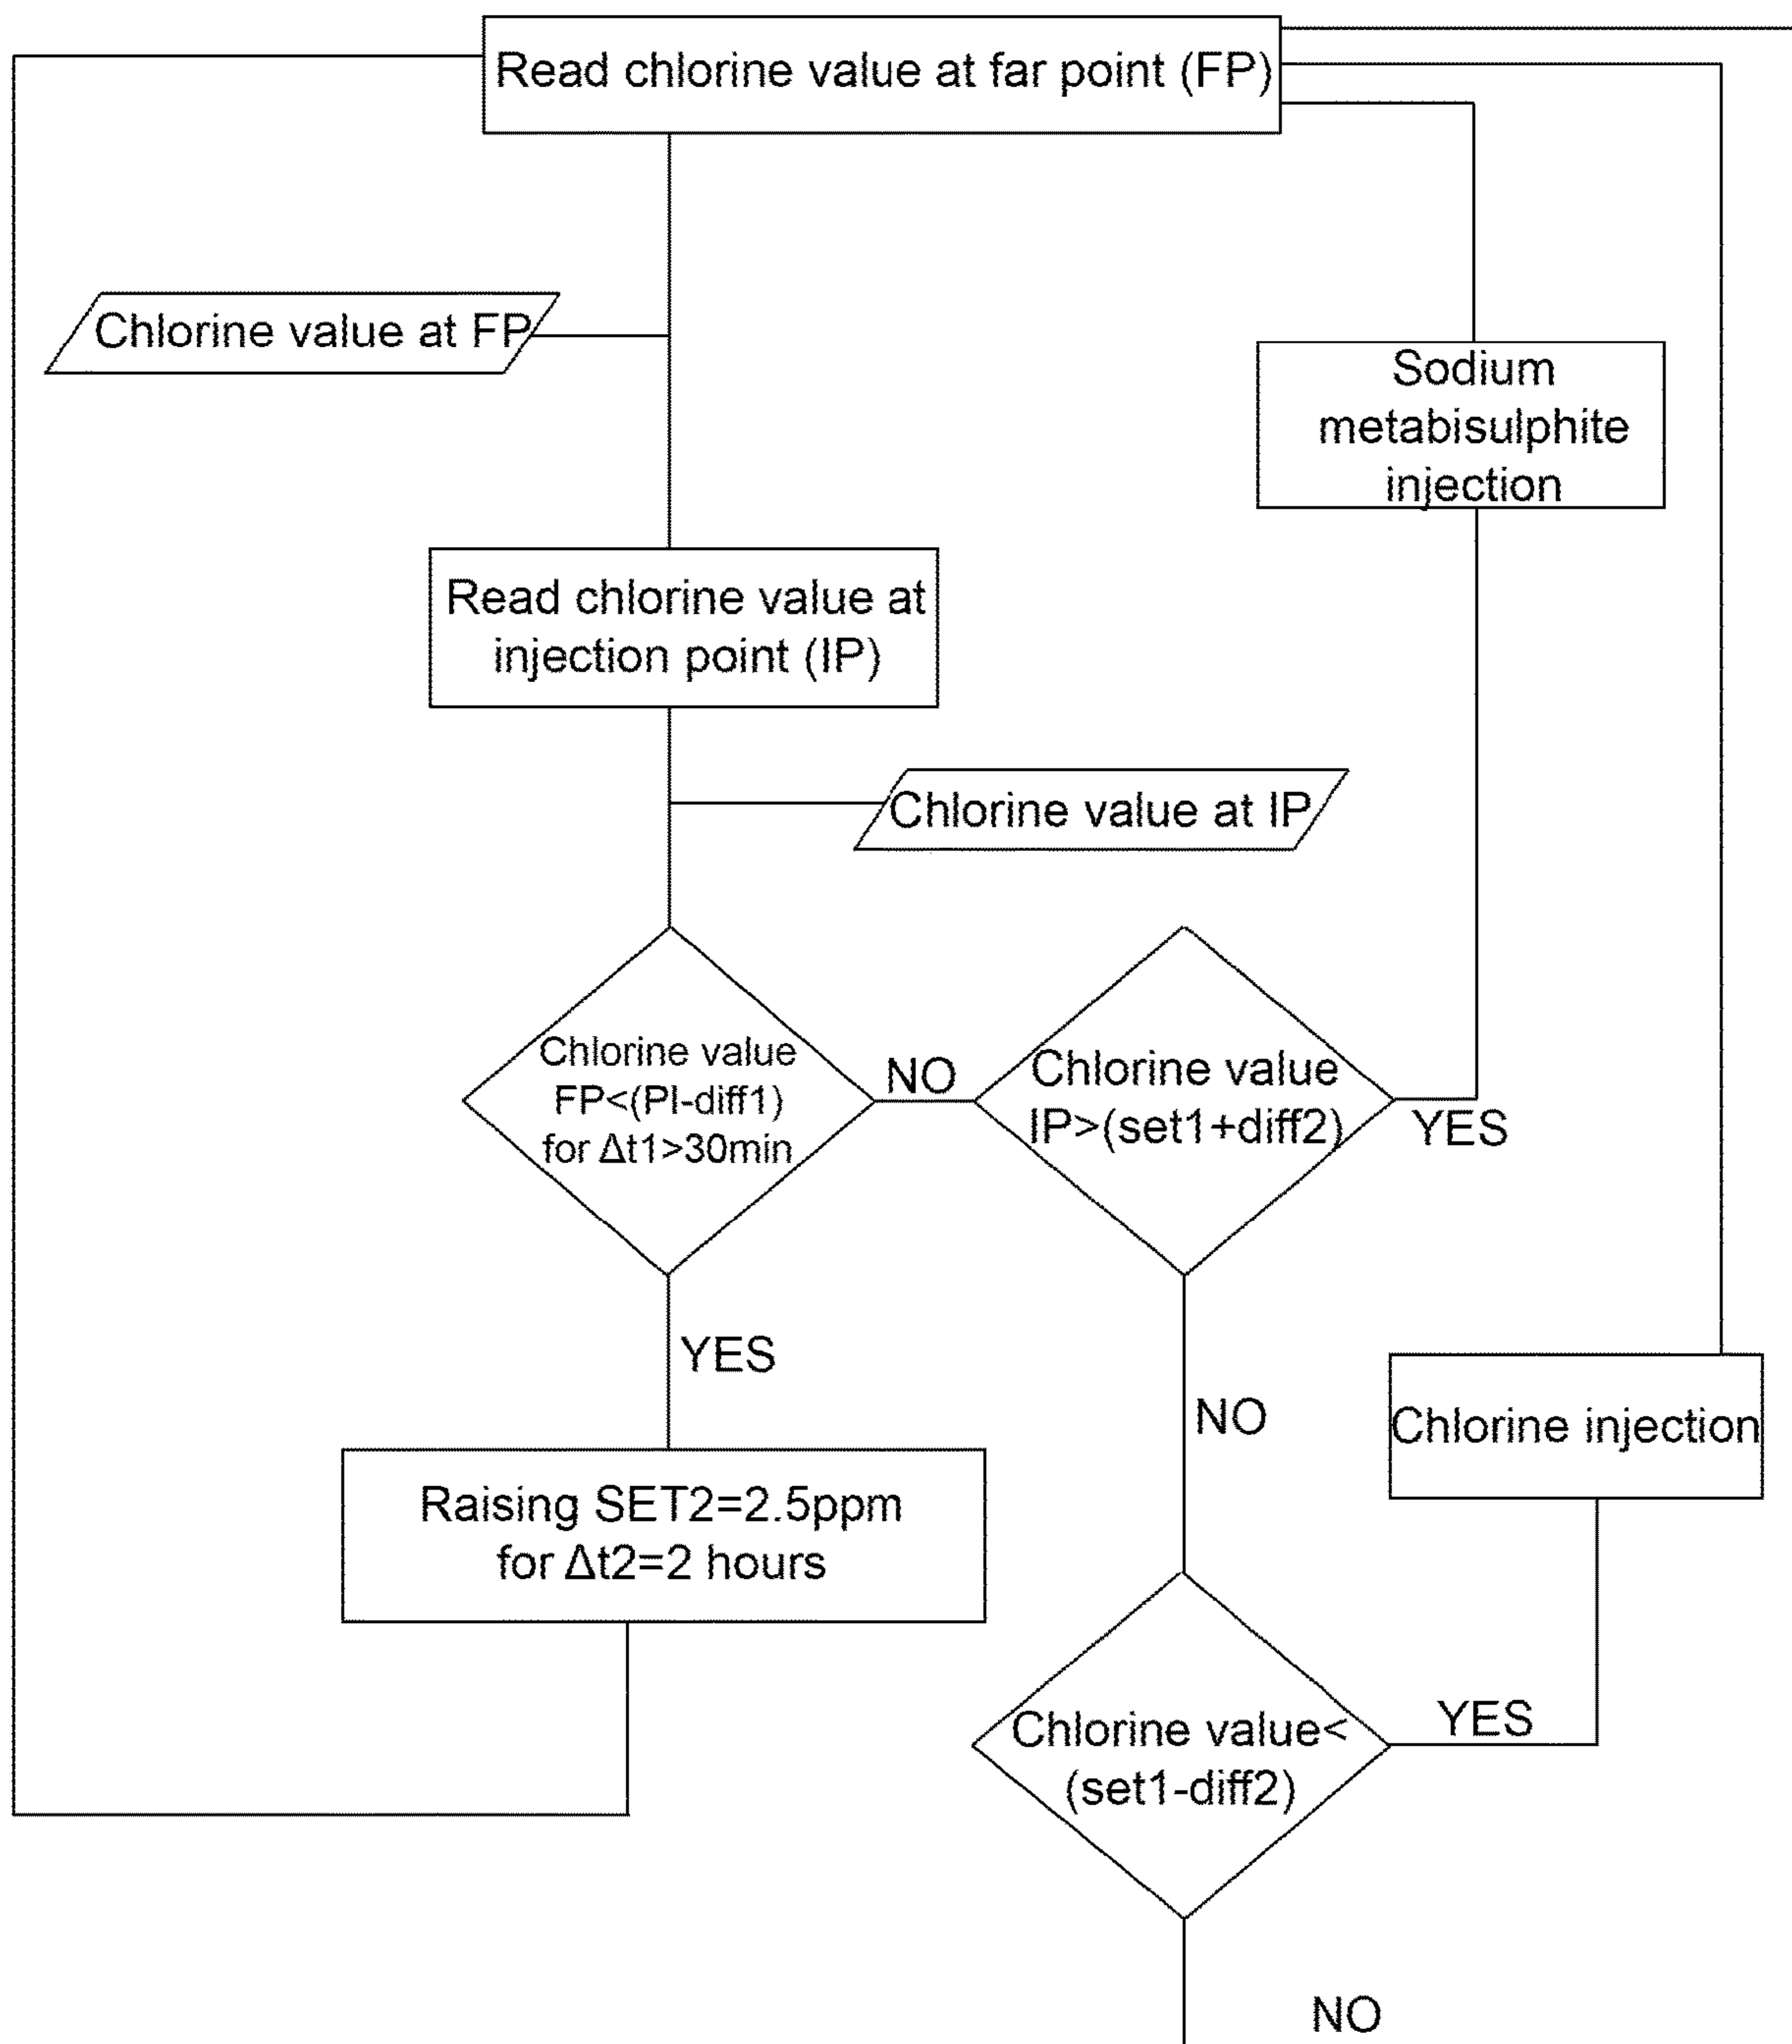 Read chlorine value at far point (FP)
Chlorine value at FP
Sodium
metabisulphite
injection
Read chlorine value at
injection point (IP)
Chlorine value at IP
Chlorine value
FP<(PI-diff1)
for Δt1>30min
NO
Chlorine value
IP>(set1+diff2)
YES
YES
NO
Chlorine injection
Raising SET2=2.5ppm
for Δt2=2 hours
Chlorine value<
(set1-diff2)
YES
NO